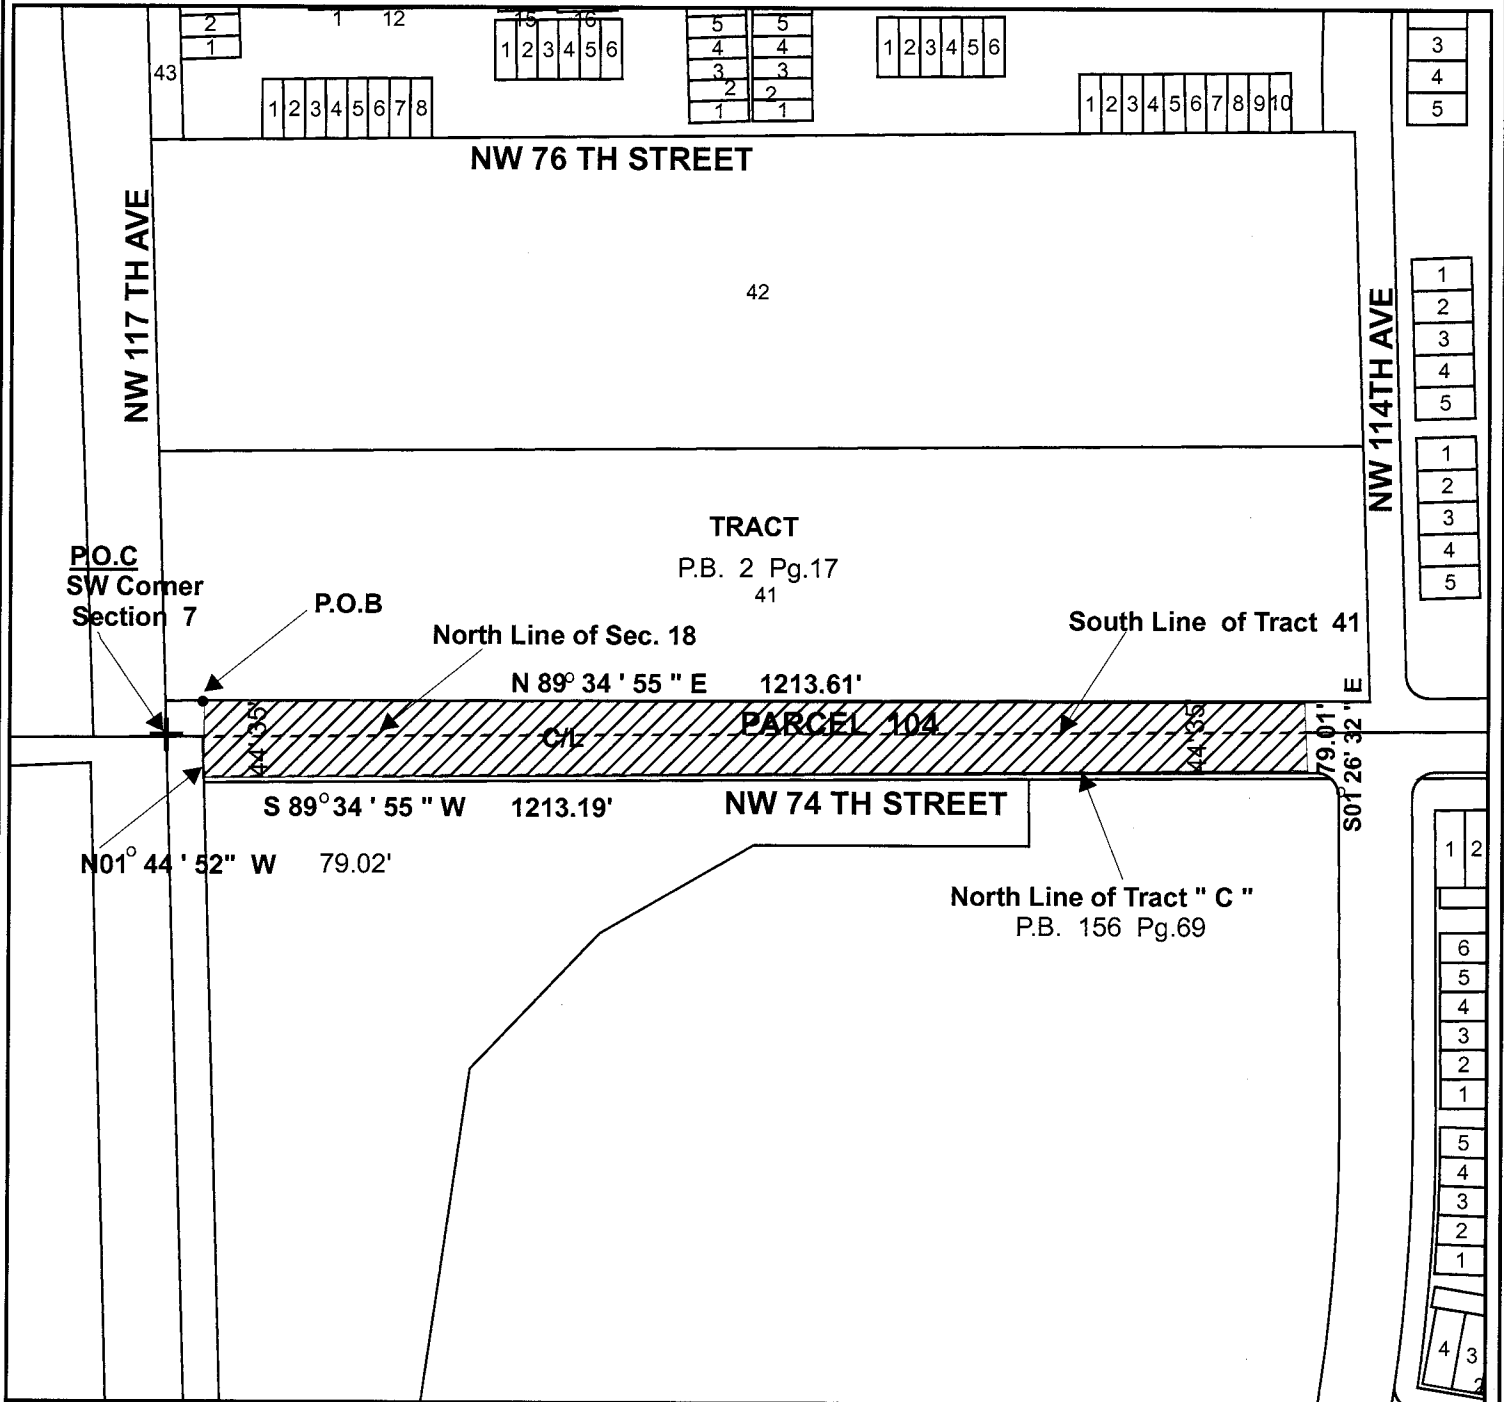 1 12
15 16
2
1
43
1 2 3 4 5 6 7 8
1 2 3 4 5 6
5
4
3
2
1
5
4
3
2
1
1 2 3 4 5 6
1 2 3 4 5 6 7 8 9 10
3
4
5
NW 76 TH STREET
NW 117 TH AVE
42
NW 114TH AVE
1
2
3
4
5
1
2
3
4
5
TRACT
P.B. 2 Pg.17
41
P.O.C
SW Corner
Section 7
P.O.B
North Line of Sec. 18
South Line of Tract 41
N 89° 34 ' 55 " E 1213.61'
44'35'
C/L
PARCEL 104
44'35
79.01'
S01° 26' 32 " E
S 89° 34 ' 55 " W 1213.19'
NW 74 TH STREET
N01° 44 ' 52" W 79.02'
North Line of Tract " C "
P.B. 156 Pg.69
1 2
6
5
4
3
2
1
5
4
3
2
1
4 3
2